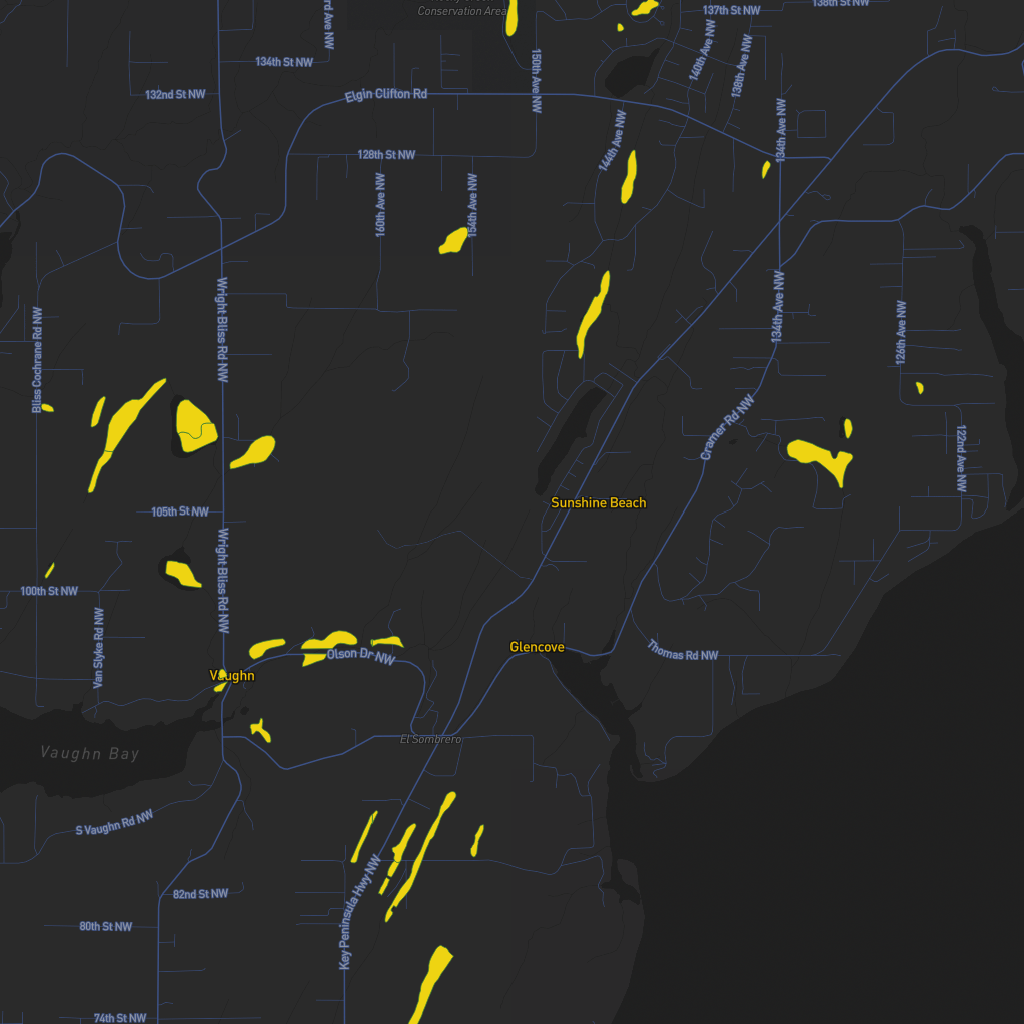 137th St NW
138th St NW
Conservation Area
134th St NW
140th Ave NW
138th Ave NW
150th Ave NW
132nd St NW
Elgin Clifton Rd
144th Ave NW
134th Ave NW
128th St NW
160th Ave NW
154th Ave NW
Wright Bliss Rd NW
134th Ave NW
126th Ave NW
Bliss Cochrane Rd NW
Cramer Rd NW
122nd Ave NW
Sunshine Beach
105th St NW
Wright Bliss Rd NW
100th St NW
Van Slyke Rd NW
Glencove
Olson Dr NW
Thomas Rd NW
Vaughn
El Sombrero
Vaughn Bay
S Vaughn Rd NW
82nd St NW
Key Peninsula Hwy NW
80th St NW
74th St NW